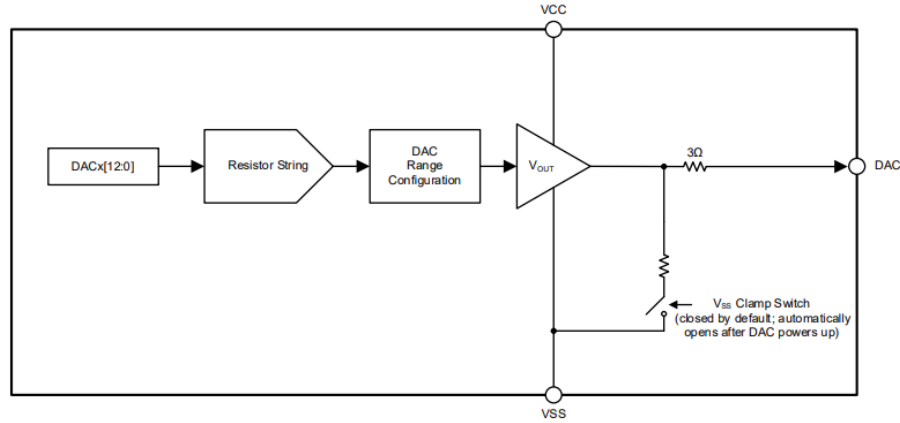 VCC
DACx[12:0]
Resistor String
DAC
Range
Configuration
VOUT
3Ω
DAC
VSS Clamp Switch
(closed by default; automatically
opens after DAC powers up)
VSS